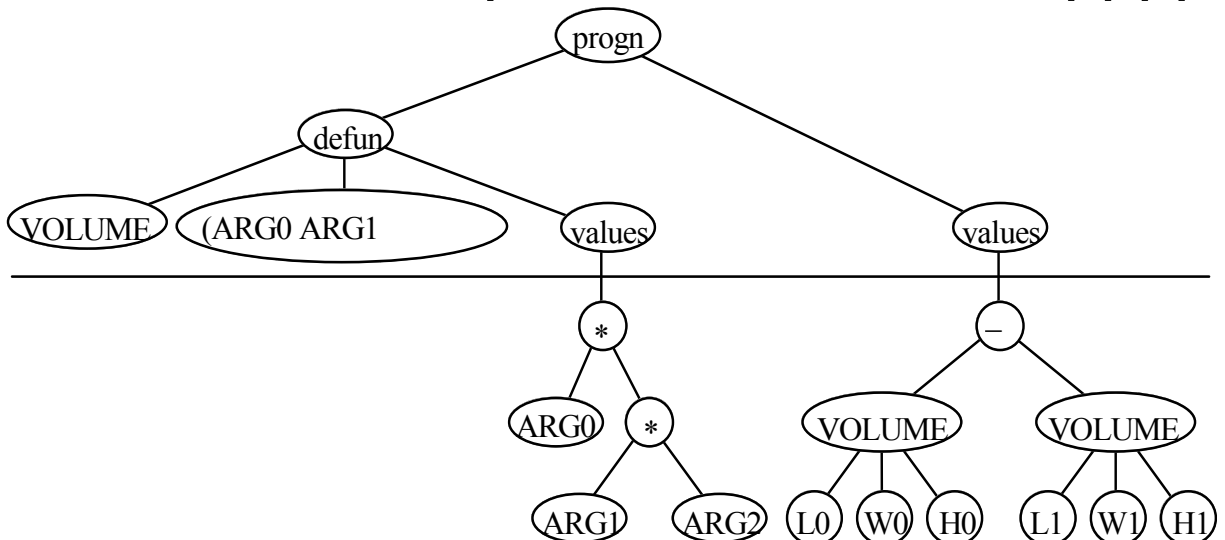 progn
defun
VOLUME (ARG0 ARG1 values values
* –
ARG0 * VOLUME VOLUME
ARG1 ARG2 L0 W0 H0 L1 W1 H1